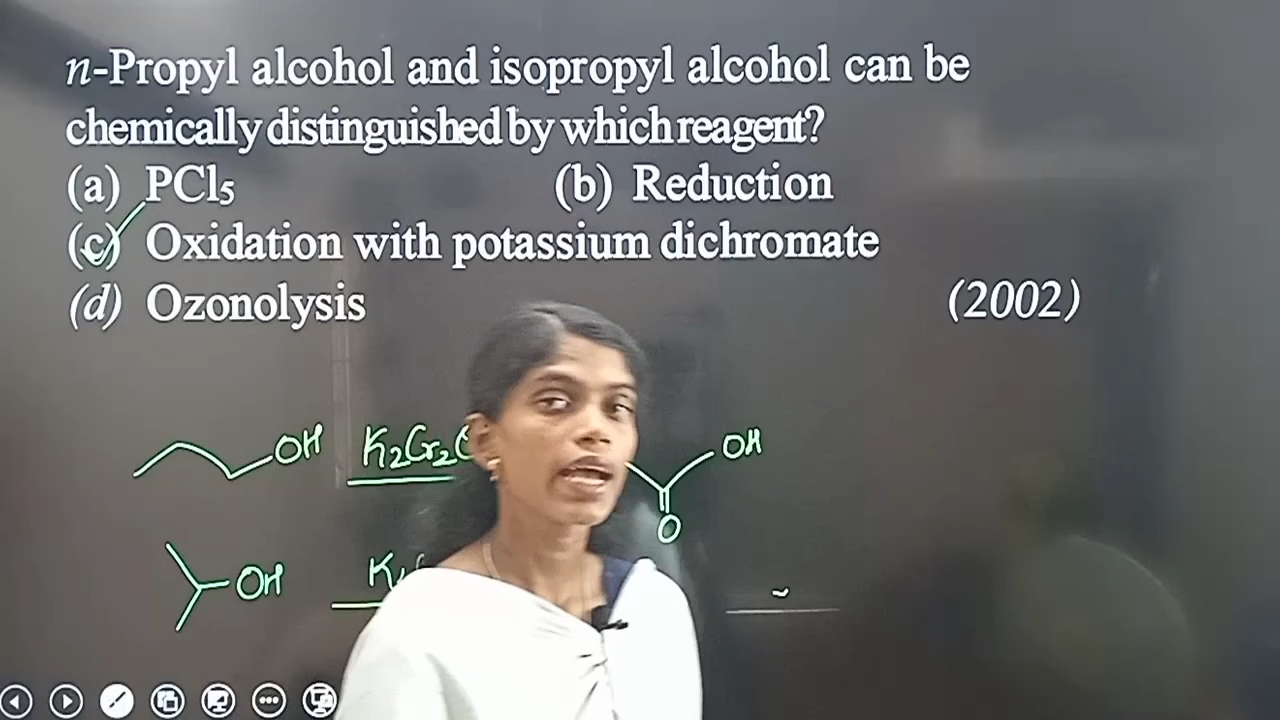 n-Propyl alcohol and isopropyl alcohol can be
chemically distinguished by which reagent?
(a) PCl5 (b) Reduction
(c) Oxidation with potassium dichromate
(d) Ozonolysis (2002)
OH K2Cr2 OH
O
OH